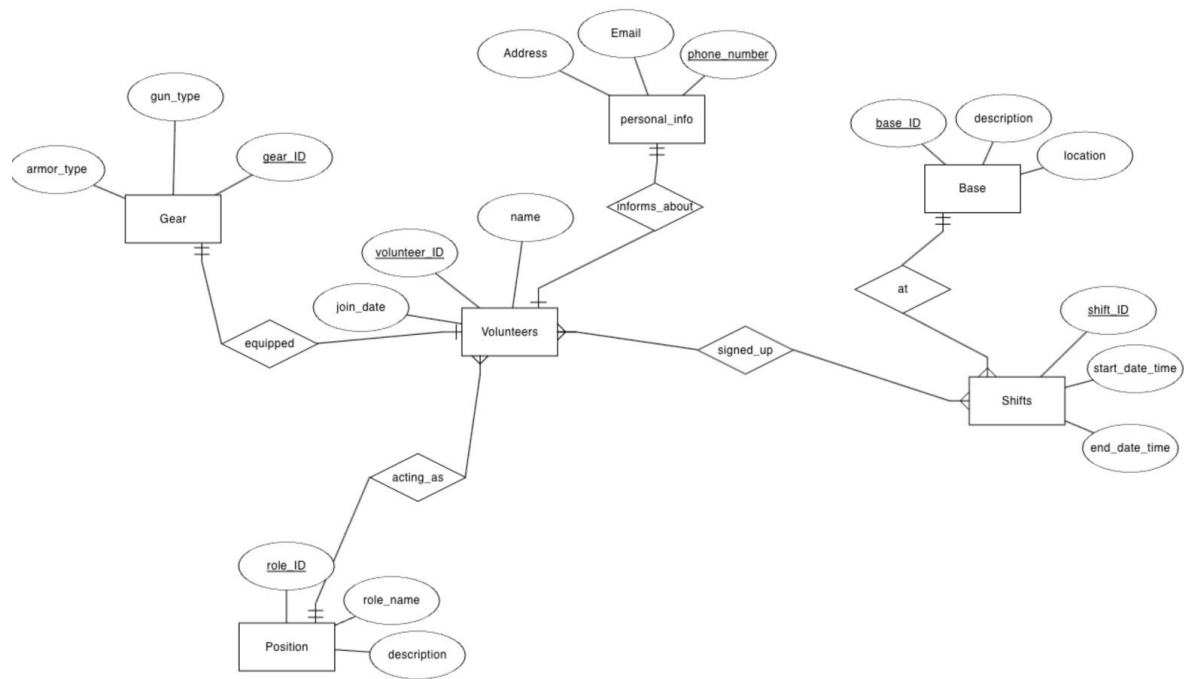 Email
Address
phone_number
gun_type
personal_info
base_ID
description
gear_ID
location
armor_type
Base
Gear
informs_about
name
volunteer_ID
at
join_date
shift_ID
Volunteers
equipped
signed_up
start_date_time
Shifts
end_date_time
acting_as
role_ID
role_name
Position
description